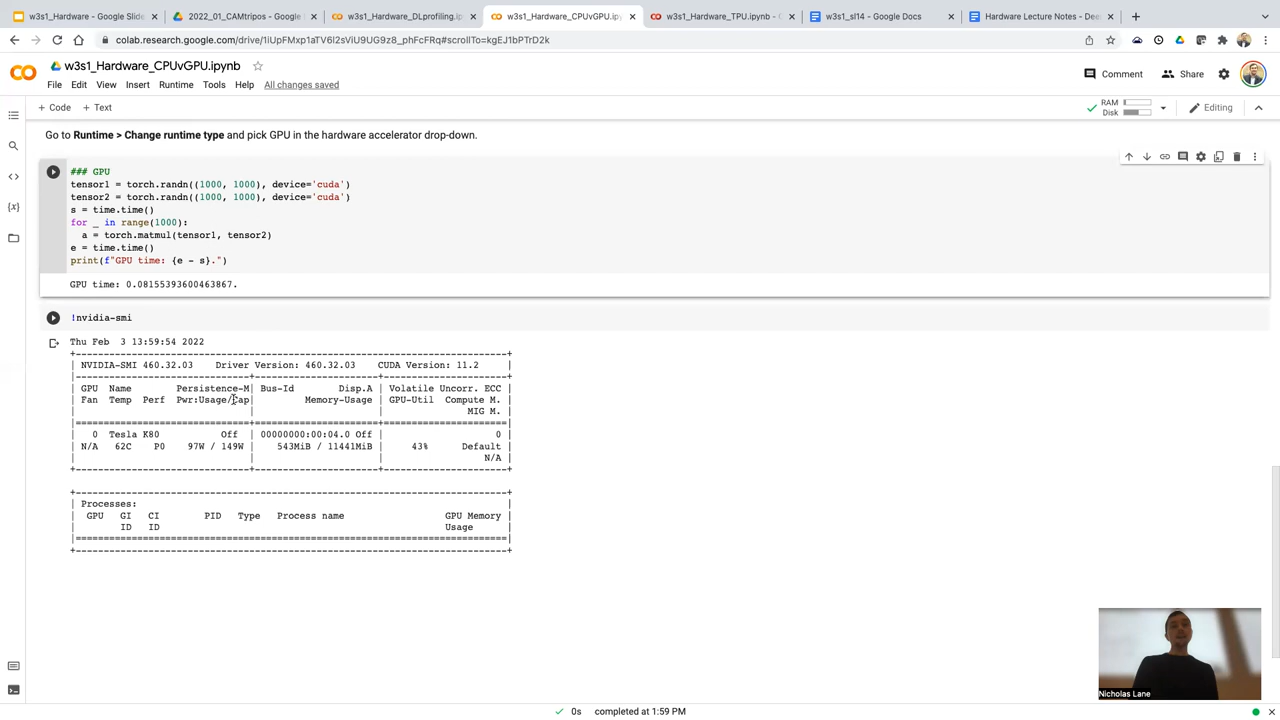 w3s1_Hardware - Google Slide
2022_01_CAMtripos - Google
w3s1_Hardware_DLprofiling.ip
w3s1_Hardware_CPUvGPU.ipy
w3s1_Hardware_TPU.ipynb -
w3s1_sl14 - Google Docs
Hardware Lecture Notes - Dee
colab.research.google.com/drive/1iUpFMxp1aTV6l2sViU9UG9z8_phFcFRq#scrollTo=kgEJ1bPTrD2k
w3s1_Hardware_CPUvGPU.ipynb
File Edit View Insert Runtime Tools Help All changes saved
Comment
Share
+ Code + Text
RAM
Disk
Editing
Go to Runtime > Change runtime type and pick GPU in the hardware accelerator drop-down.
### GPU
tensor1 = torch.randn((1000, 1000), device='cuda')
tensor2 = torch.randn((1000, 1000), device='cuda')
s = time.time()
for _ in range(1000):
  a = torch.matmul(tensor1, tensor2)
e = time.time()
print(f"GPU time: {e - s}.")
GPU time: 0.08155393600463867.
!nvidia-smi
Thu Feb  3 13:59:54 2022
NVIDIA-SMI 460.32.03    Driver Version: 460.32.03    CUDA Version: 11.2
GPU  Name        Persistence-M| Bus-Id        Disp.A | Volatile Uncorr. ECC
Fan  Temp  Perf  Pwr:Usage/Cap|         Memory-Usage | GPU-Util  Compute M.
MIG M.
0  Tesla K80           Off  | 00000000:00:04.0 Off |                    0
N/A   62C    P0    97W / 149W |    543MiB / 11441MiB |     43%      Default
N/A
Processes:
GPU   GI   CI        PID   Type   Process name                  GPU Memory
ID   ID                                                   Usage
Nicholas Lane
0s completed at 1:59 PM